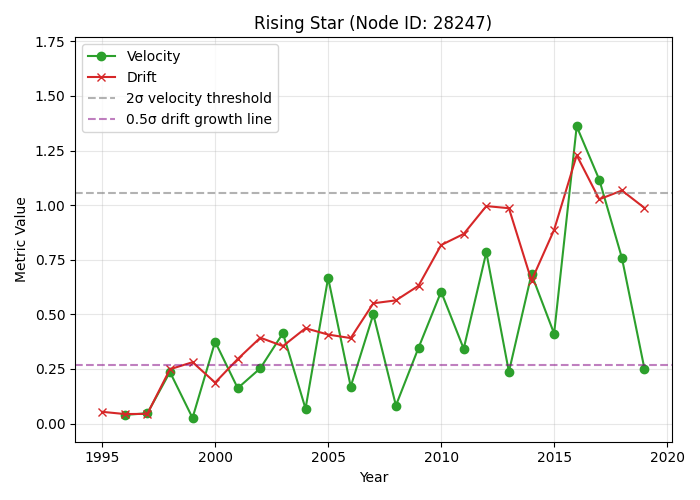 Rising Star (Node ID: 28247)
Velocity
Drift
2σ velocity threshold
0.5σ drift growth line
Metric Value
1.75
1.50
1.25
1.00
0.75
0.50
0.25
0.00
1995 2000 2005 2010 2015 2020
Year